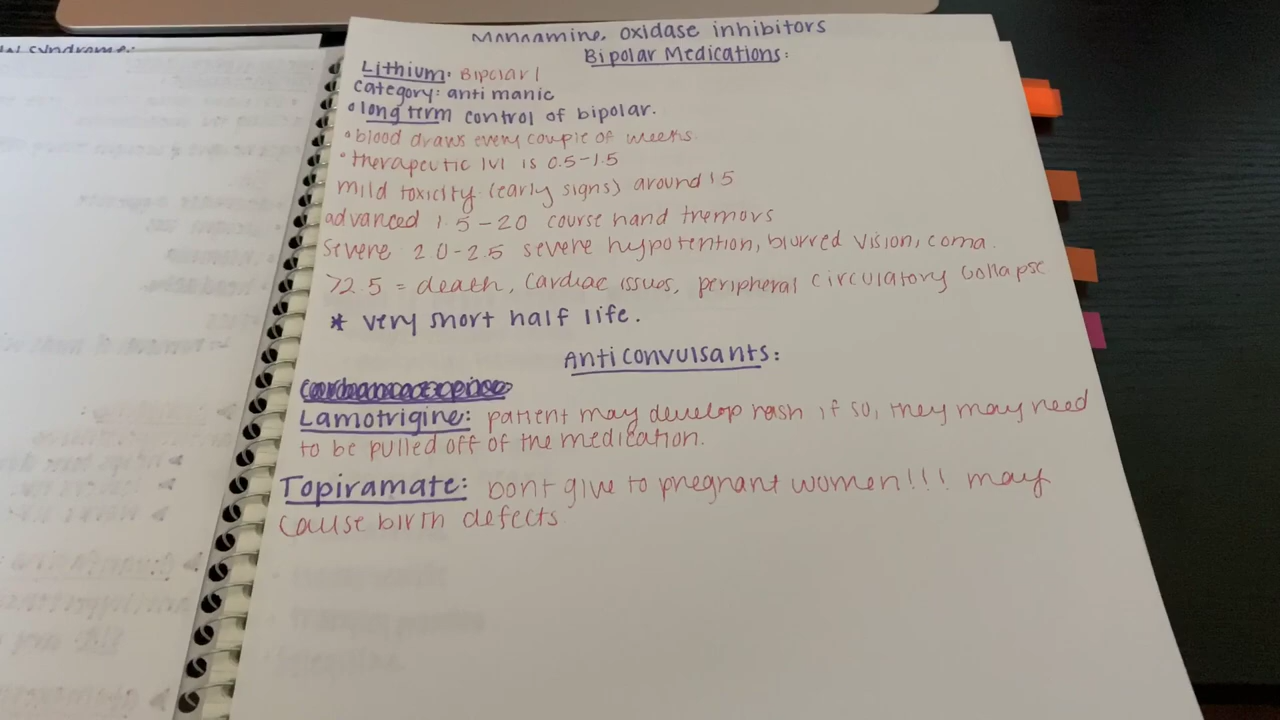 al syndrome:
Monoamine oxidase inhibitors
Bipolar Medications:
Lithium: Bipolar 1
category: anti manic
• long term control of bipolar.
• blood draws every couple of weeks
• therapeutic lvl is 0.5-1.5
mild toxicity (early signs) around 1.5
advanced 1.5-2.0 course hand tremors
severe 2.0-2.5 severe hypotention, blurred vision, coma.
>2.5 = death, cardiac issues, peripheral circulatory collapse
* very short half life.
Anticonvulsants:
Lamotrigine: patient may develop rash if so, they may need
to be pulled off of the medication.
Topiramate: Dont give to pregnant women!!! may
cause birth defects